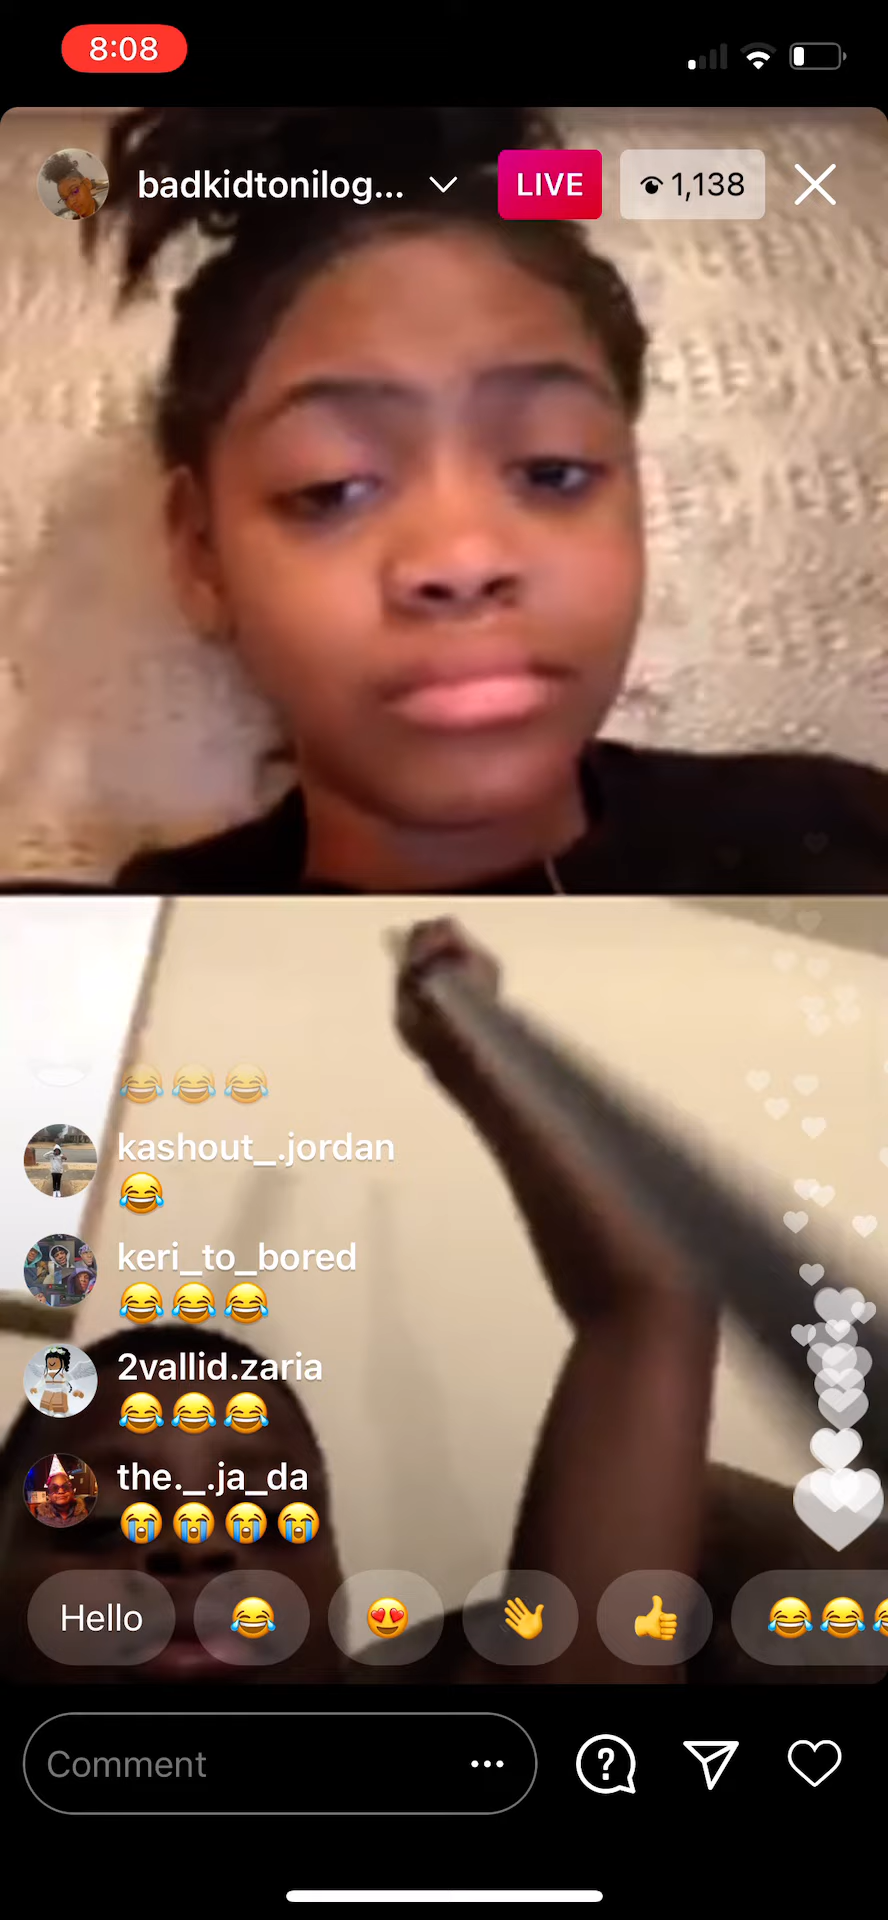 8:08
badkidtonilog...
LIVE
1,138
😂😂😂
kashout_.jordan
😂
keri_to_bored
😂😂😂
2vallid.zaria
😂😂😂
the._.ja_da
😭😭😭😭
Hello 😂 😍 👋 👍 😂😂😂
Comment